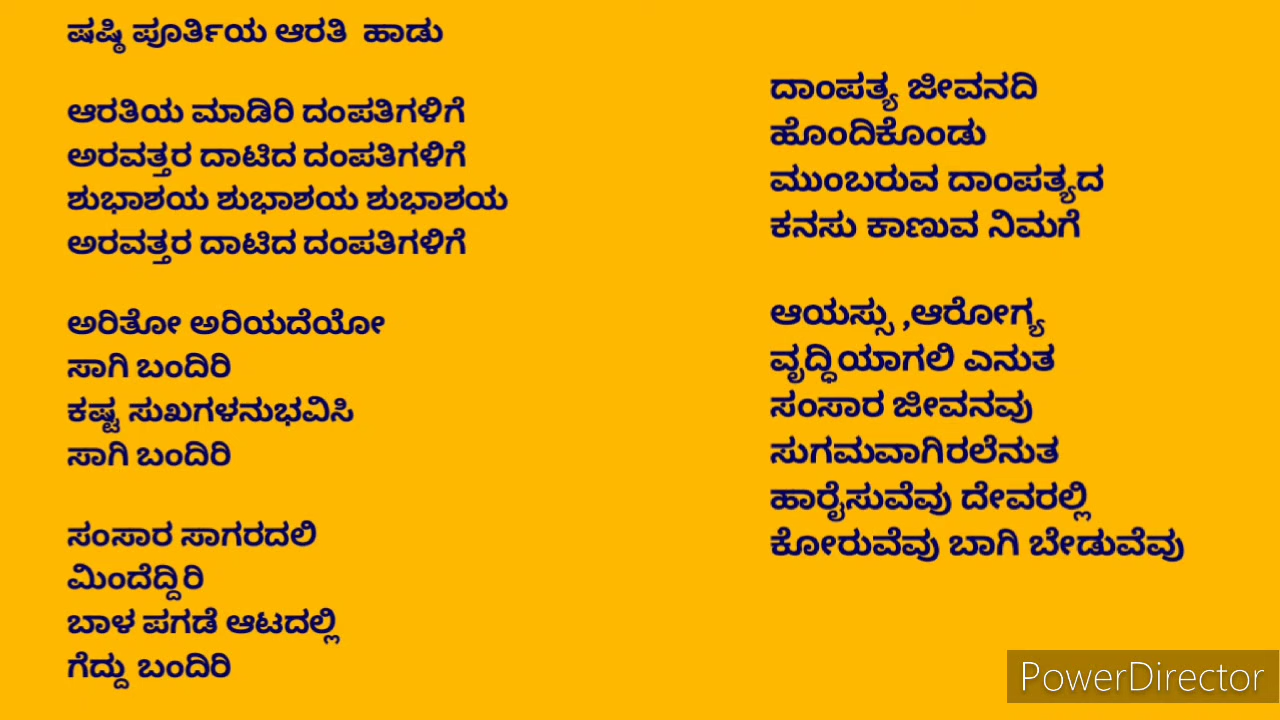 ಷಷ್ಠಿ ಪೂರ್ತಿಯ ಆರತಿ ಹಾಡು
ಆರತಿಯ ಮಾಡಿರಿ ದಂಪತಿಗಳಿಗೆ
ಅರವತ್ತರ ದಾಟಿದ ದಂಪತಿಗಳಿಗೆ
ಶುಭಾಶಯ ಶುಭಾಶಯ ಶುಭಾಶಯ
ಅರವತ್ತರ ದಾಟಿದ ದಂಪತಿಗಳಿಗೆ
ಅರಿತೋ ಅರಿಯದೆಯೋ
ಸಾಗಿ ಬಂದಿರಿ
ಕಷ್ಟ ಸುಖಗಳನುಭವಿಸಿ
ಸಾಗಿ ಬಂದಿರಿ
ಸಂಸಾರ ಸಾಗರದಲಿ
ಮಿಂದೆದ್ದಿರಿ
ಬಾಳ ಪಗಡೆ ಆಟದಲ್ಲಿ
ಗೆದ್ದು ಬಂದಿರಿ
ದಾಂಪತ್ಯ ಜೀವನದಿ
ಹೊಂದಿಕೊಂಡು
ಮುಂಬರುವ ದಾಂಪತ್ಯದ
ಕನಸು ಕಾಣುವ ನಿಮಗೆ
ಆಯಸ್ಸು ,ಆರೋಗ್ಯ
ವೃದ್ಧಿಯಾಗಲಿ ಎನುತ
ಸಂಸಾರ ಜೀವನವು
ಸುಗಮವಾಗಿರಲೆನುತ
ಹಾರೈಸುವೆವು ದೇವರಲ್ಲಿ
ಕೋರುವೆವು ಬಾಗಿ ಬೇಡುವೆವು
PowerDirector